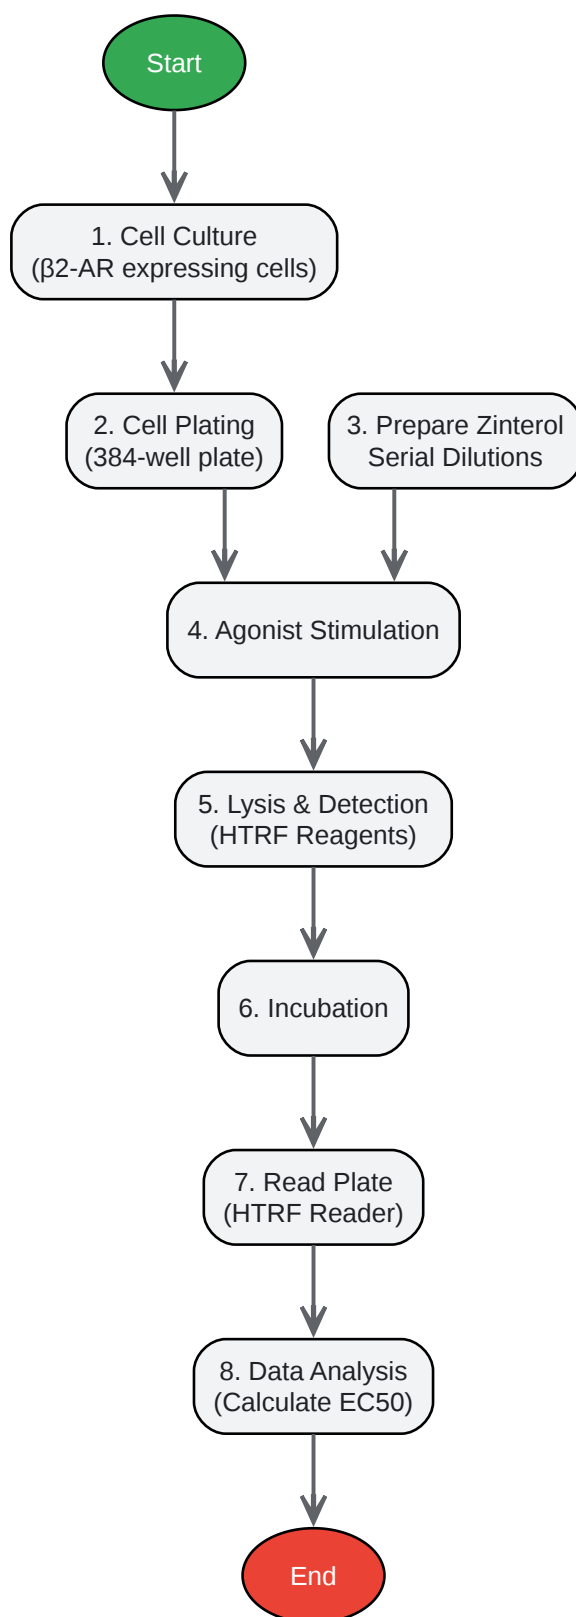 Start
1. Cell Culture
(β2-AR expressing cells)
2. Cell Plating
(384-well plate)
3. Prepare Zinterol
Serial Dilutions
4. Agonist Stimulation
5. Lysis & Detection
(HTRF Reagents)
6. Incubation
7. Read Plate
(HTRF Reader)
8. Data Analysis
(Calculate EC50)
End